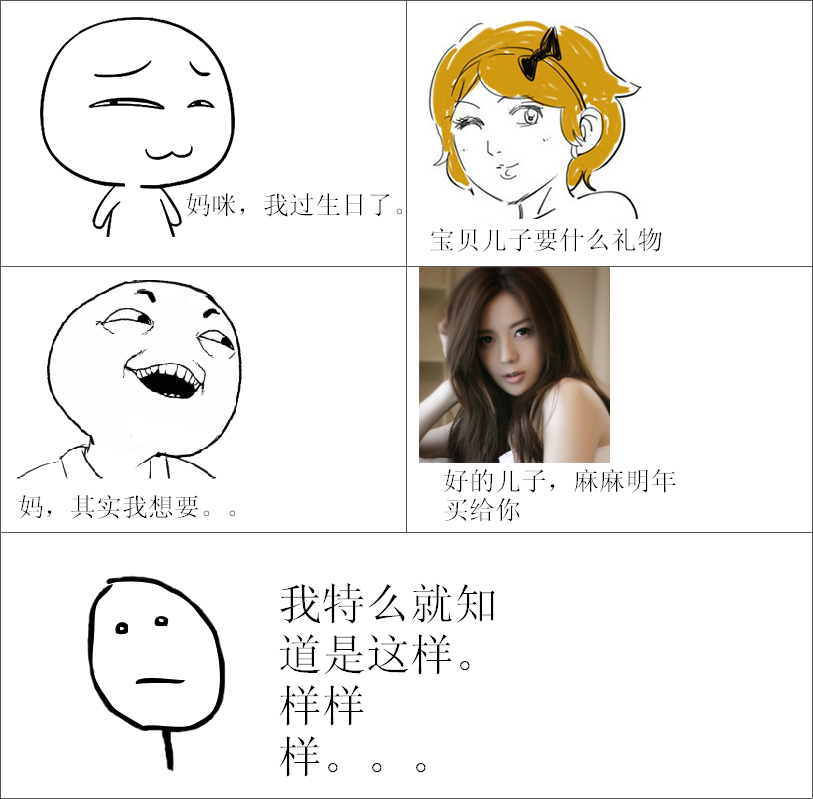 妈咪，我过生日了。
宝贝儿子要什么礼物
妈，其实我想要。。
好的儿子，麻麻明年
买给你
我特么就知
道是这样。
样样
样。。。